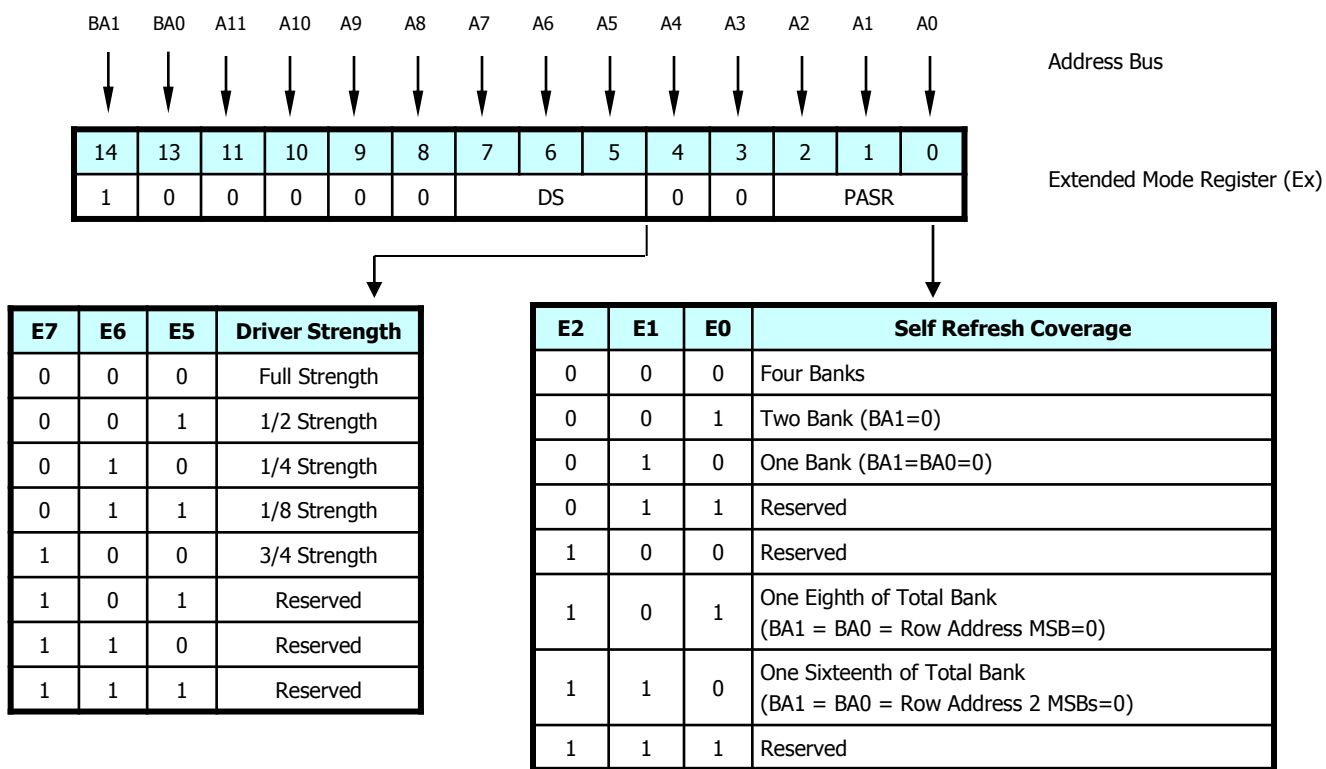 BA1 BA0 A11 A10 A9 A8 A7 A6 A5 A4 A3 A2 A1 A0
Address Bus
14 13 11 10 9 8 7 6 5 4 3 2 1 0
1 0 0 0 0 0 DS 0 0 PASR
Extended Mode Register (Ex)
E7 E6 E5 Driver Strength
0 0 0 Full Strength
0 0 1 1/2 Strength
0 1 0 1/4 Strength
0 1 1 1/8 Strength
1 0 0 3/4 Strength
1 0 1 Reserved
1 1 0 Reserved
1 1 1 Reserved
E2 E1 E0 Self Refresh Coverage
0 0 0 Four Banks
0 0 1 Two Bank (BA1=0)
0 1 0 One Bank (BA1=BA0=0)
0 1 1 Reserved
1 0 0 Reserved
1 0 1 One Eighth of Total Bank
(BA1 = BA0 = Row Address MSB=0)
1 1 0 One Sixteenth of Total Bank
(BA1 = BA0 = Row Address 2 MSBs=0)
1 1 1 Reserved